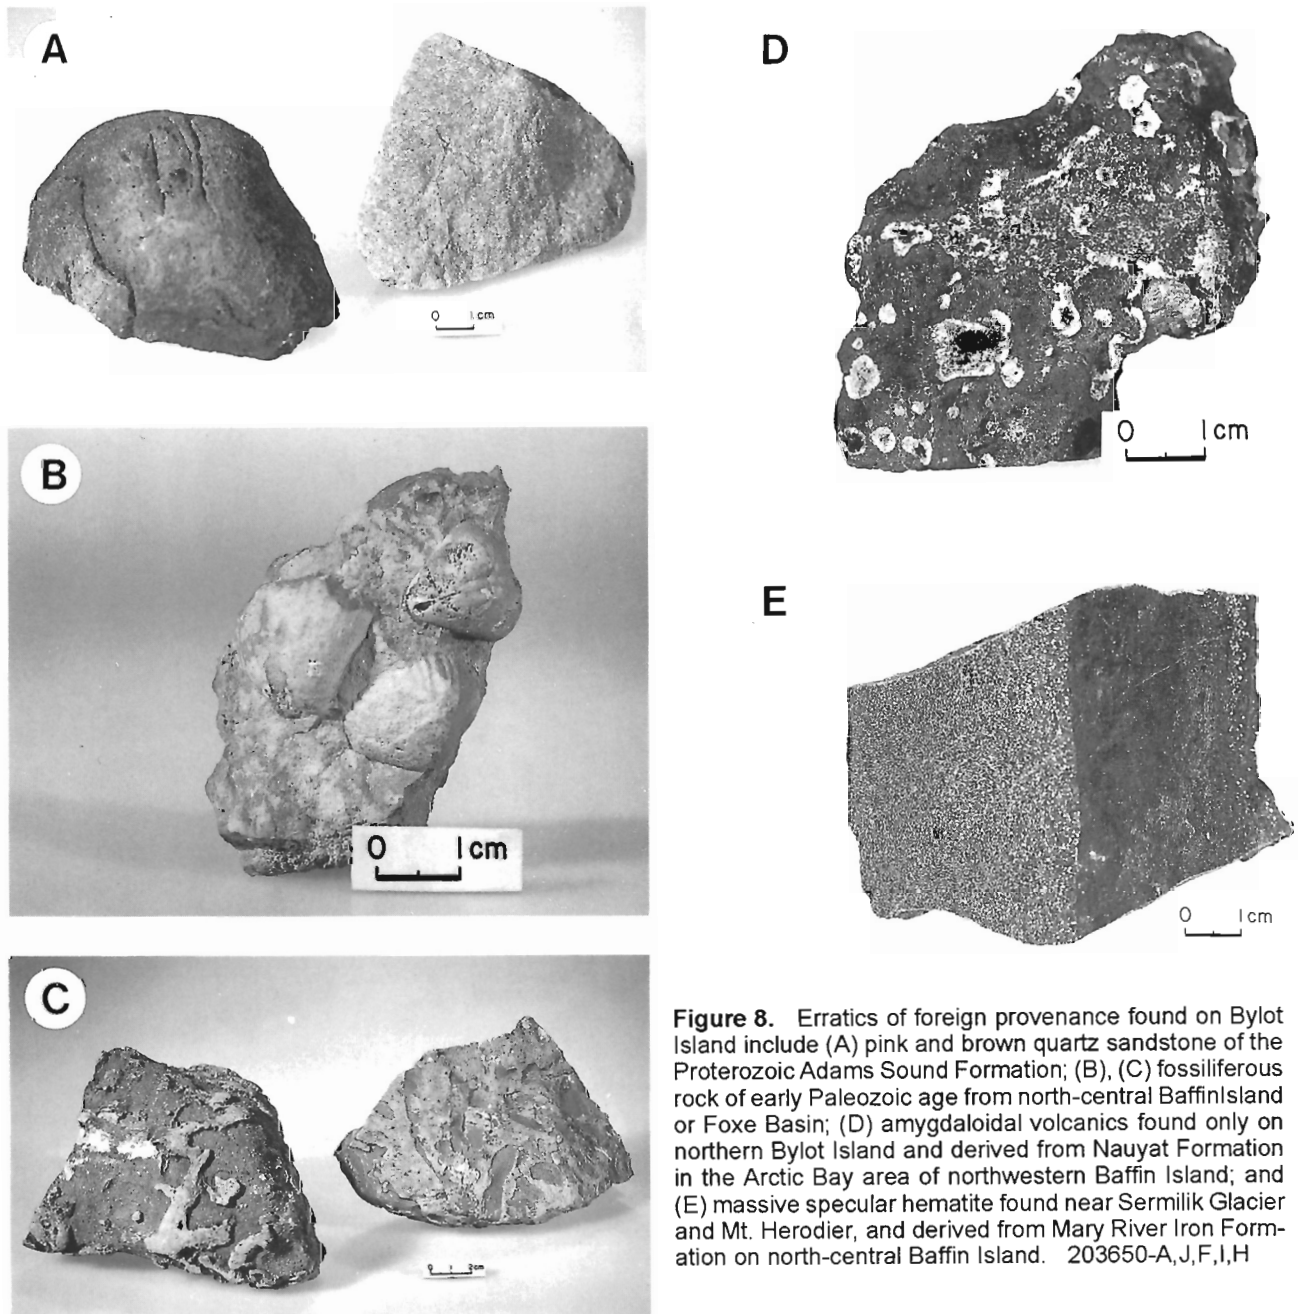 A
0 1 cm
B
0 1 cm
C
0 1 2cm
D
0 1 cm
E
0 1 cm
Figure 8. Erratics of foreign provenance found on Bylot
Island include (A) pink and brown quartz sandstone of the
Proterozoic Adams Sound Formation; (B), (C) fossiliferous
rock of early Paleozoic age from north-central BaffinIsland
or Foxe Basin; (D) amygdaloidal volcanics found only on
northern Bylot Island and derived from Nauyat Formation
in the Arctic Bay area of northwestern Baffin Island; and
(E) massive specular hematite found near Sermilik Glacier
and Mt. Herodier, and derived from Mary River Iron Form-
ation on north-central Baffin Island. 203650-A,J,F,I,H